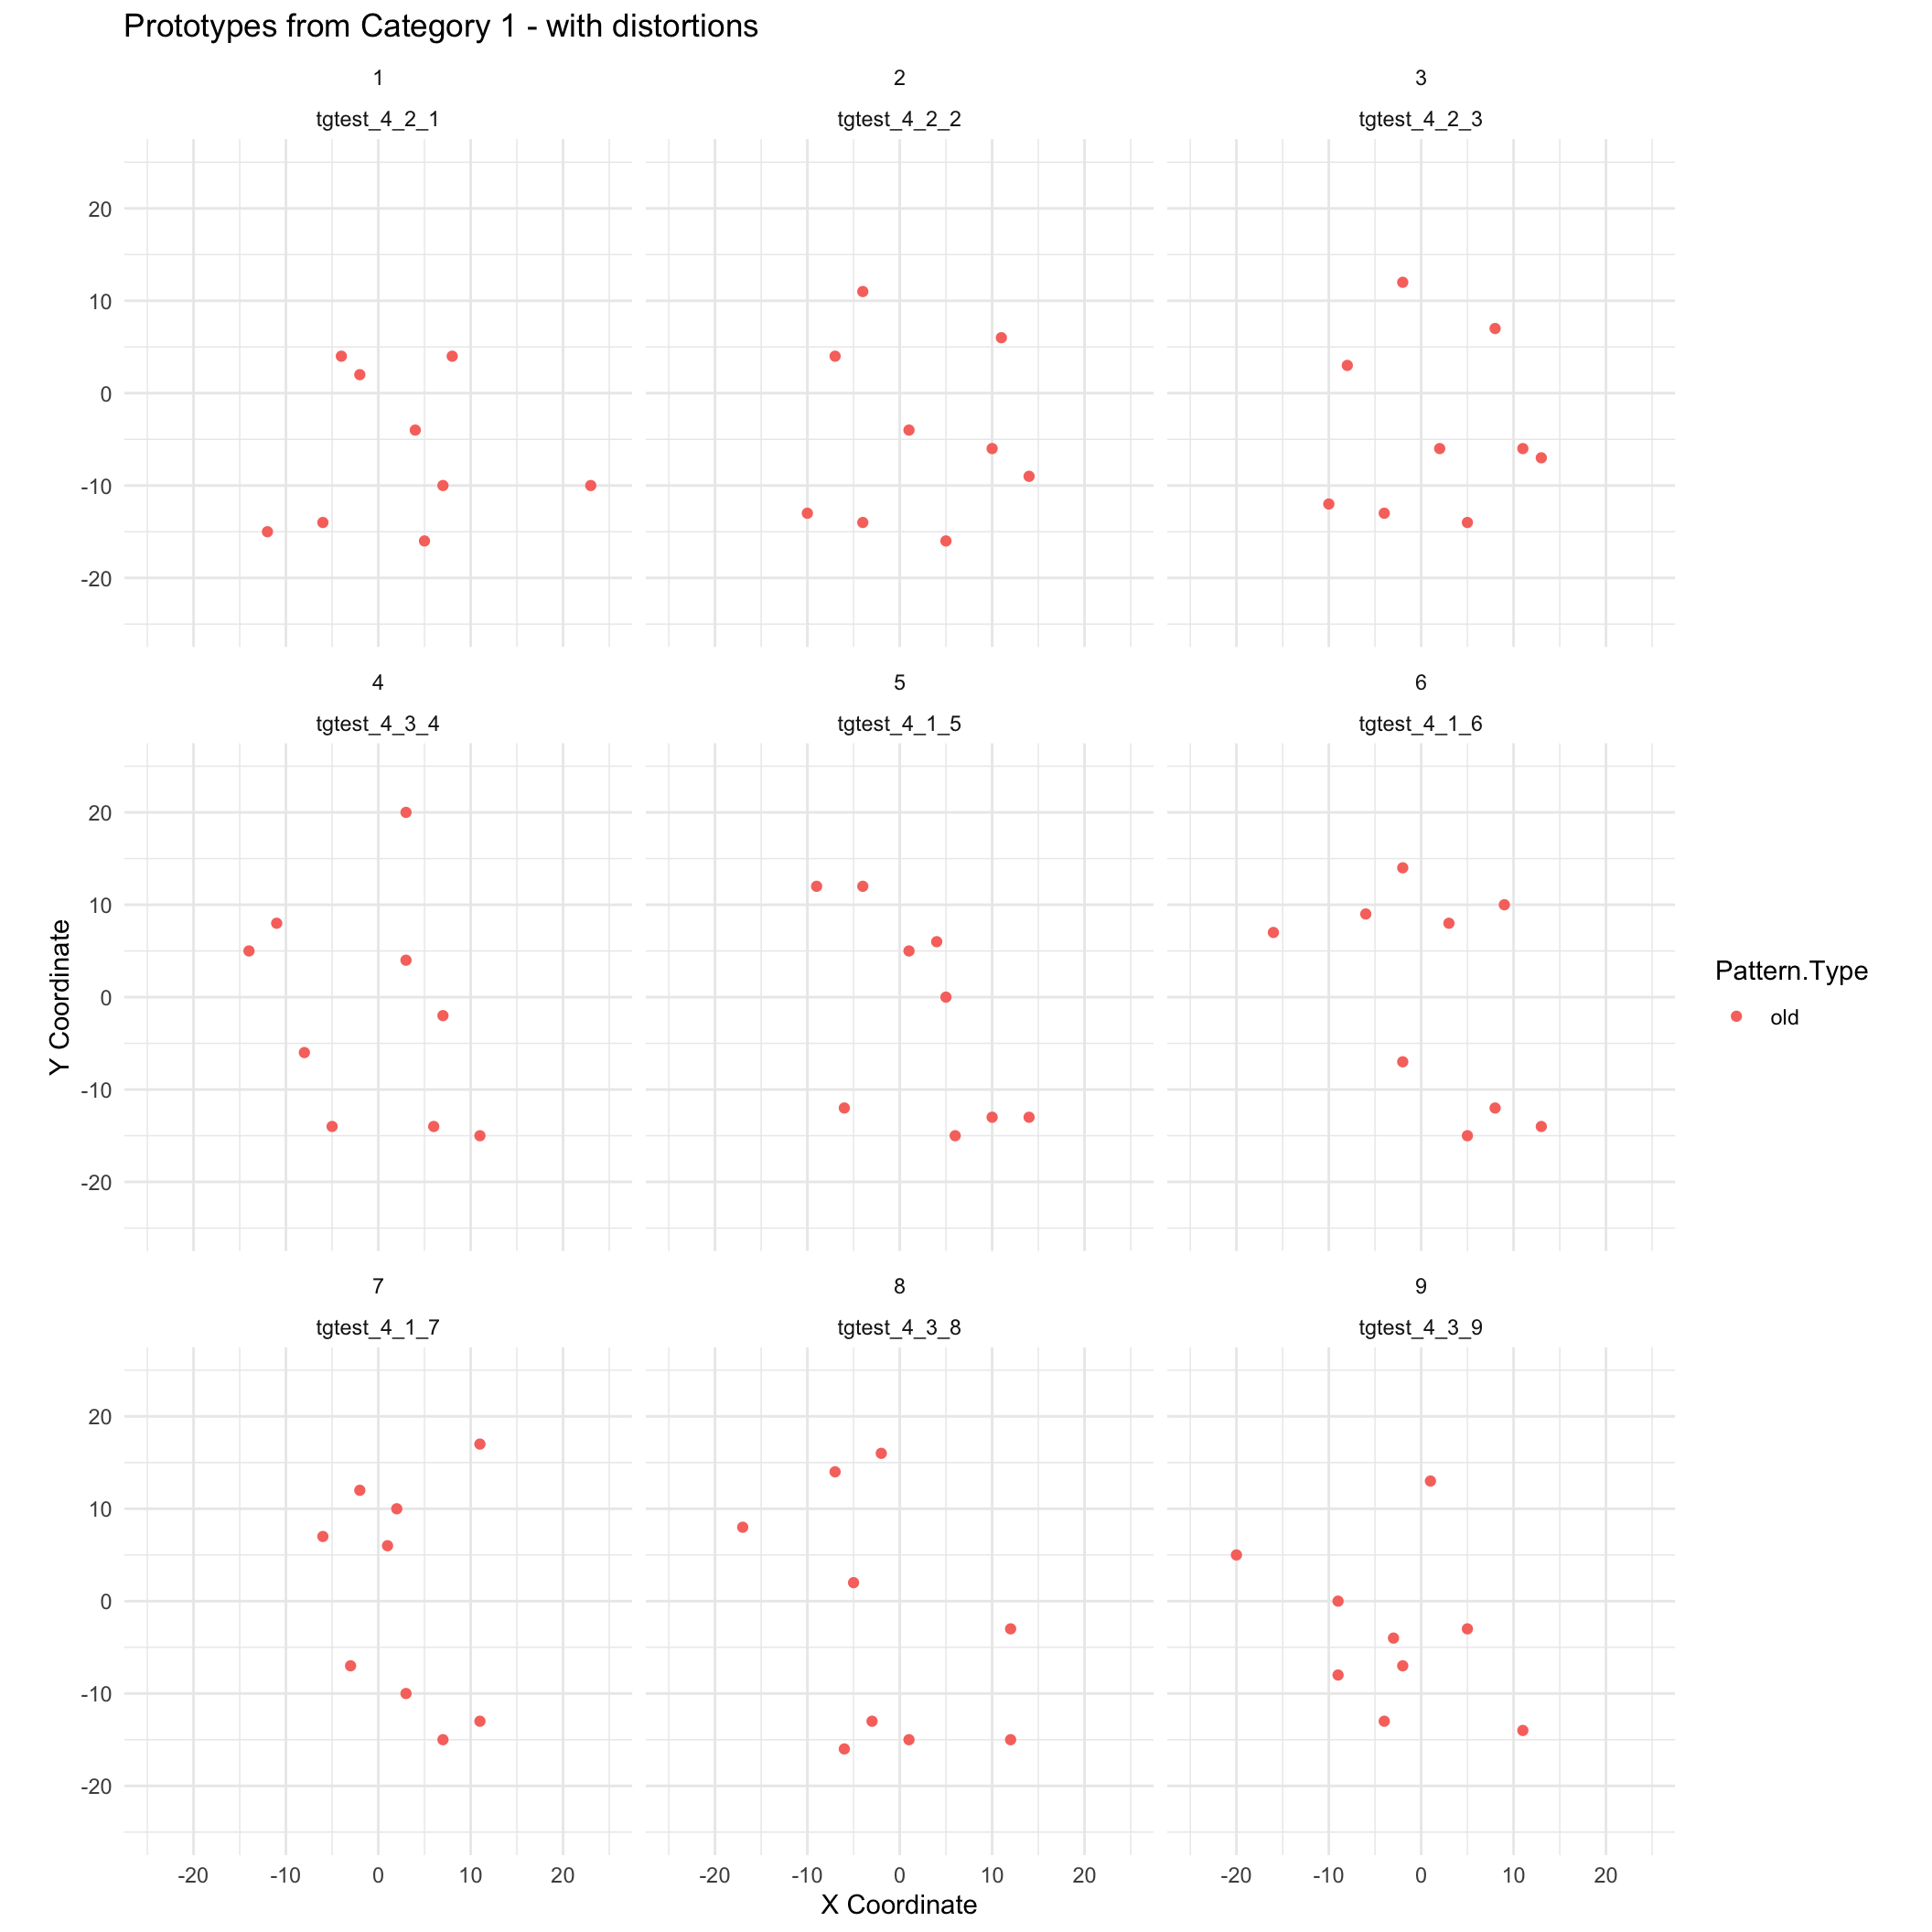 Prototypes from Category 1 - with distortions
1 2 3
tgtest_4_2_1 tgtest_4_2_2 tgtest_4_2_3
20
10
0
-10
-20
4 5 6
tgtest_4_3_4 tgtest_4_1_5 tgtest_4_1_6
20
10
0
-10
-20
Y Coordinate
Pattern.Type
old
7 8 9
tgtest_4_1_7 tgtest_4_3_8 tgtest_4_3_9
20
10
0
-10
-20
-20 -10 0 10 20 -20 -10 0 10 20 -20 -10 0 10 20
X Coordinate